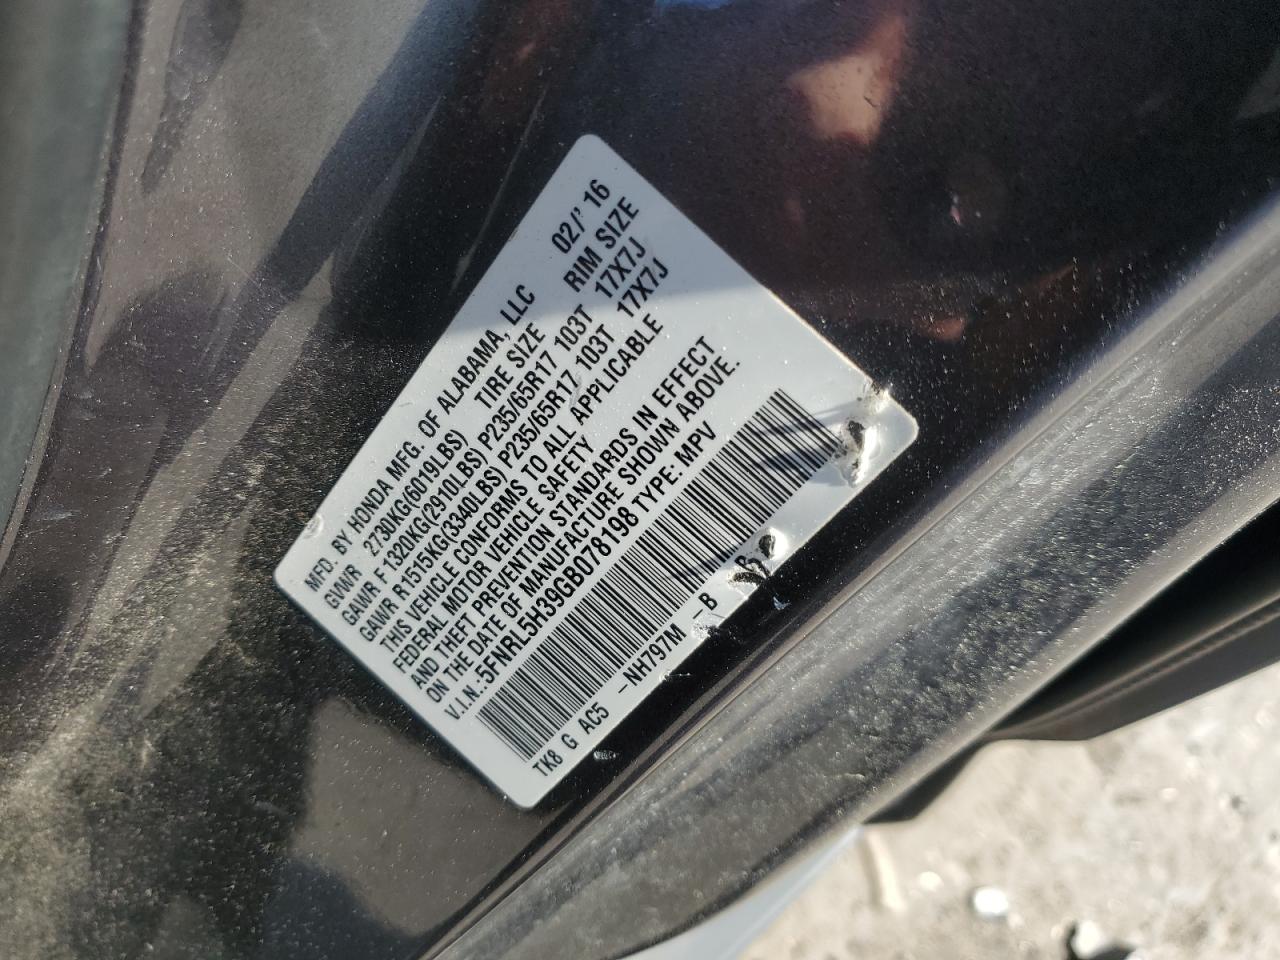 MFD. BY HONDA MFG. OF ALABAMA, LLC 02/' 16
GVWR 2730KG(6019LBS) TIRE SIZE RIM SIZE
GAWR F 1320KG(2910LBS) P235/65R17 103T 17X7J
GAWR R1515KG(3340LBS) P235/65R17 103T 17X7J
THIS VEHICLE CONFORMS TO ALL APPLICABLE
FEDERAL MOTOR VEHICLE SAFETY
AND THEFT PREVENTION STANDARDS IN EFFECT
ON THE DATE OF MANUFACTURE SHOWN ABOVE.
V.I.N.:5FNRL5H39GB078198 TYPE: MPV
TK8 G AC5 -NH797M -B B